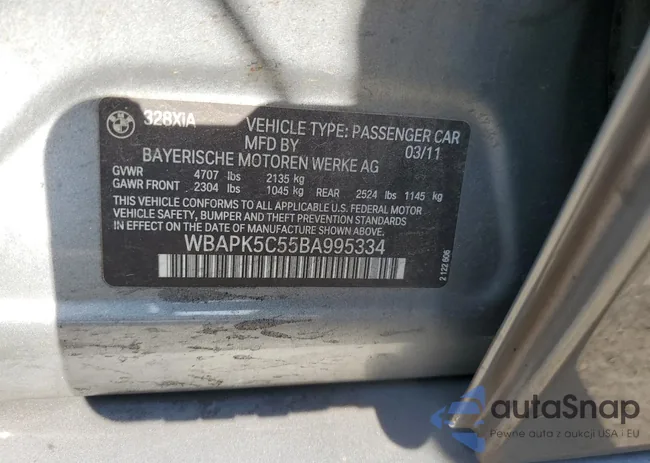 328XiA
VEHICLE TYPE: PASSENGER CAR
MFD BY 03/11
BAYERISCHE MOTOREN WERKE AG
GVWR 4707 lbs 2135 kg
GAWR FRONT 2304 lbs 1045 kg REAR 2524 lbs 1145 kg
THIS VEHICLE CONFORMS TO ALL APPLICABLE U.S. FEDERAL MOTOR
VEHICLE SAFETY, BUMPER AND THEFT PREVENTION STANDARDS
IN EFFECT ON THE DATE OF MANUFACTURE SHOWN ABOVE.
WBAPK5C55BA995334
2 122 606
autaSnap
Pewne auta z aukcji USA i EU